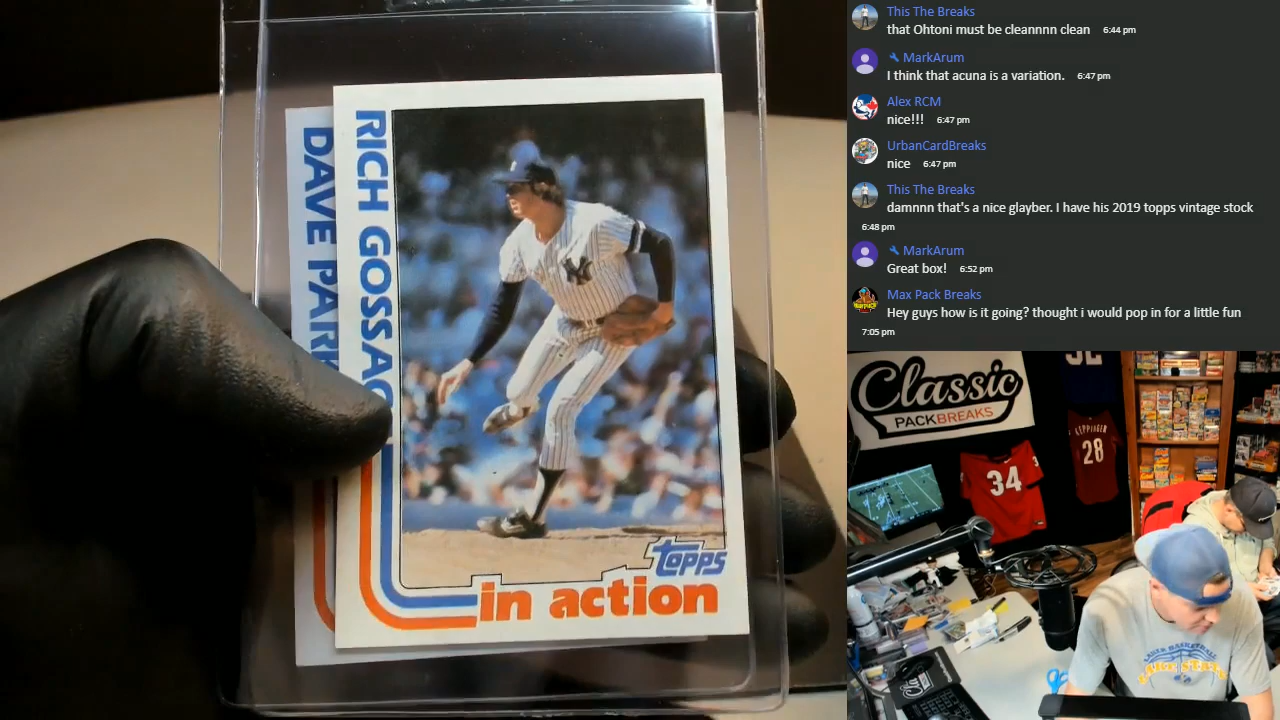 RICH GOSSAG
DAVE PARK
NY
topps
in action
This The Breaks
that Ohtoni must be cleannnn clean 6:44 pm
MarkArum
I think that acuna is a variation. 6:47 pm
Alex RCM
nice!!! 6:47 pm
UrbanCardBreaks
nice 6:47 pm
This The Breaks
damnnn that's a nice glayber. I have his 2019 topps vintage stock
6:48 pm
MarkArum
Great box! 6:52 pm
Max Pack Breaks
Hey guys how is it going? thought i would pop in for a little fun
7:05 pm
Classic
PACKBREAKS
34
LEPPINGER
28